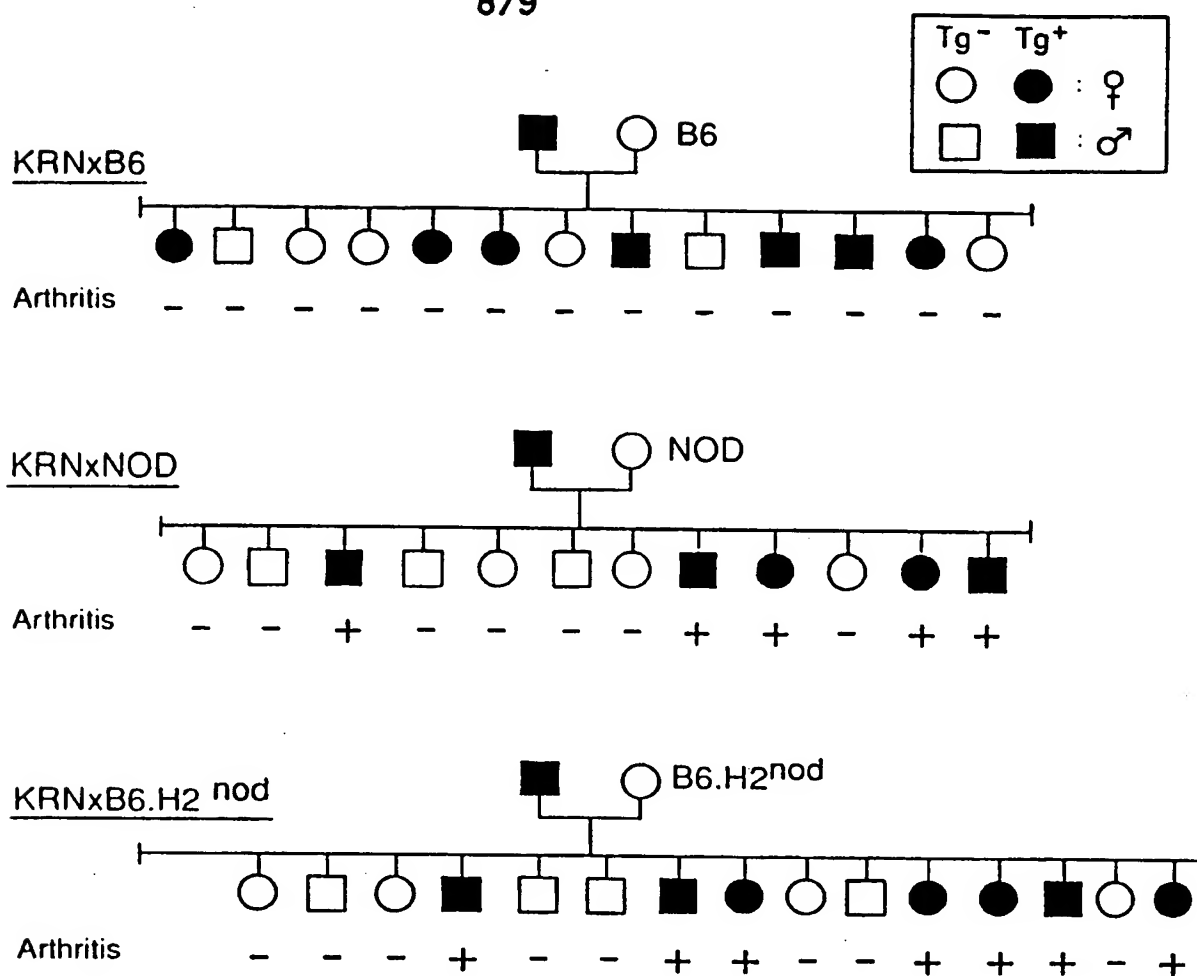 879
Tg⁻ Tg⁺
: ♀
: ♂
B6
KRNxB6
Arthritis
- - - - - - - - - - - - -
NOD
KRNxNOD
Arthritis
- - + - - - - + + - + +
B6.H2ⁿᵒᵈ
KRNxB6.H2 ⁿᵒᵈ
Arthritis
- - - + - - + + - - + + + - +